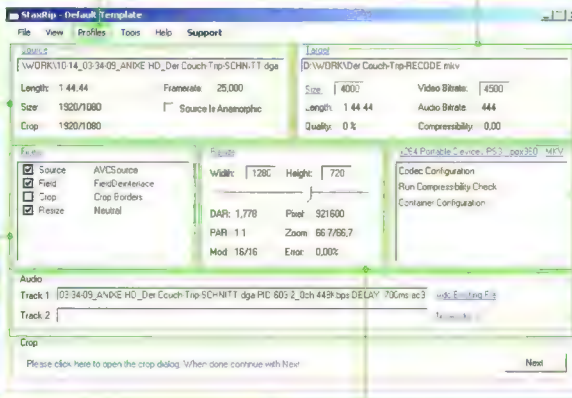 StaxRip - Default Template
File View Profiles Tools Help Support
Source
\WORK\10-14_03-34-09_ANIXE HD_Der Couch-Trip-SCHNITT dga
Length: 1:44:44 Framerate: 25,000
Size: 1920/1080 Source Is Anamorphic
Crop 1920/1080
Target
D:\WORK\Der Couch-Trip-RECODE mkv
Size: 4000 Video Bitrate: 4500
Length: 1:44:44 Audio Bitrate 444
Quality: 0 % Compressibility 0,00
Filters
Source AVCSource
Field FieldDeinterlace
Crop Crop Borders
Resize Neutral
Resize
Width: 1280 Height: 720
DAR: 1,778 Pixel 921600
PAR 1:1 Zoom 66.7/66,7
Mod 16/16 Error 0,00%
MKV
Codec Configuration
Run Compressibility Check
Container Configuration
Audio
Track 1 03-34-09_ANIXE HD_Der Couch-Trip-SCHNITT dga PID 603 2_0ch 448Kbps DELAY 700ms ac3 Edit Existing File
Track 2
Crop
Please click here to open the crop dialog. When done continue with Next
Next